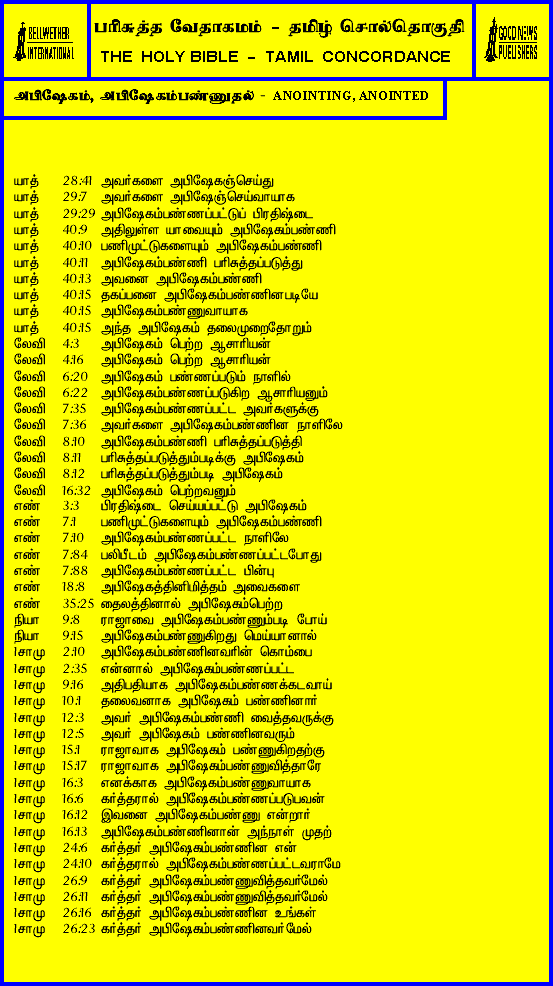 BELLWETHER
INTERNATIONAL
பரிசுத்த வேதாகமம் - தமிழ் சொல்தொகுதி
THE HOLY BIBLE - TAMIL CONCORDANCE
GOOD NEWS
PUBLISHERS
அபிஷேகம், அபிஷேகம்பண்ணுதல் - ANOINTING, ANOINTED
யாத் 28:41 அவர்களை அபிஷேகஞ்செய்து
யாத் 29:7 அவர்களை அபிஷேஞ்செய்வாயாக
யாத் 29:29 அபிஷேகம்பண்ணப்பட்டுப் பிரதிஷ்டை
யாத் 40:9 அதிலுள்ள யாவையும் அபிஷேகம்பண்ணி
யாத் 40:10 பணிமுட்டுகளையும் அபிஷேகம்பண்ணி
யாத் 40:11 அபிஷேகம்பண்ணி பரிசுத்தப்படுத்து
யாத் 40:13 அவனை அபிஷேகம்பண்ணி
யாத் 40:15 தகப்பனை அபிஷேகம்பண்ணினபடியே
யாத் 40:15 அபிஷேகம்பண்ணுவாயாக
யாத் 40:15 அந்த அபிஷேகம் தலைமுறைதோறும்
லேவி 4:3 அபிஷேகம் பெற்ற ஆசாரியன்
லேவி 4:16 அபிஷேகம் பெற்ற ஆசாரியன்
லேவி 6:20 அபிஷேகம் பண்ணப்படும் நாளில்
லேவி 6:22 அபிஷேகம்பண்ணப்படுகிற ஆசாரியனும்
லேவி 7:35 அபிஷேகம்பண்ணப்பட்ட அவர்களுக்கு
லேவி 7:36 அவர்களை அபிஷேகம்பண்ணின நாளிலே
லேவி 8:10 அபிஷேகம்பண்ணி பரிசுத்தப்படுத்தி
லேவி 8:11 பரிசுத்தப்படுத்தும்படிக்கு அபிஷேகம்
லேவி 8:12 பரிசுத்தப்படுத்தும்படி அபிஷேகம்
லேவி 16:32 அபிஷேகம் பெற்றவனும்
எண் 3:3 பிரதிஷ்டை செய்யப்பட்டு அபிஷேகம்
எண் 7:1 பணிமுட்டுகளையும் அபிஷேகம்பண்ணி
எண் 7:10 அபிஷேகம்பண்ணப்பட்ட நாளிலே
எண் 7:84 பலிபீடம் அபிஷேகம்பண்ணப்பட்டபோது
எண் 7:88 அபிஷேகம்பண்ணப்பட்ட பின்பு
எண் 18:8 அபிஷேகத்தினிமித்தம் அவைகளை
எண் 35:25 தைலத்தினால் அபிஷேகம்பெற்ற
நியா 9:8 ராஜாவை அபிஷேகம்பண்ணும்படி போய்
நியா 9:15 அபிஷேகம்பண்ணுகிறது மெய்யானால்
1சாமு 2:10 அபிஷேகம்பண்ணினவரின் கொம்பை
1சாமு 2:35 என்னால் அபிஷேகம்பண்ணப்பட்ட
1சாமு 9:16 அதிபதியாக அபிஷேகம்பண்ணக்கடவாய்
1சாமு 10:1 தலைவனாக அபிஷேகம் பண்ணினார்
1சாமு 12:3 அவர் அபிஷேகம்பண்ணி வைத்தவருக்கு
1சாமு 12:5 அவர் அபிஷேகம் பண்ணினவரும்
1சாமு 15:1 ராஜாவாக அபிஷேகம் பண்ணுகிறதற்கு
1சாமு 15:17 ராஜாவாக அபிஷேகம்பண்ணுவித்தாரே
1சாமு 16:3 எனக்காக அபிஷேகம்பண்ணுவாயாக
1சாமு 16:6 கர்த்தரால் அபிஷேகம்பண்ணப்படுபவன்
1சாமு 16:12 இவனை அபிஷேகம்பண்ணு என்றார்
1சாமு 16:13 அபிஷேகம்பண்ணினான் அந்நாள் முதற்
1சாமு 24:6 கர்த்தர் அபிஷேகம்பண்ணின என்
1சாமு 24:10 கர்த்தரால் அபிஷேகம்பண்ணப்பட்டவராமே
1சாமு 26:9 கர்த்தர் அபிஷேகம்பண்ணுவித்தவர்மேல்
1சாமு 26:11 கர்த்தர் அபிஷேகம்பண்ணுவித்தவர்மேல்
1சாமு 26:16 கர்த்தர் அபிஷேகம்பண்ணின உங்கள்
1சாமு 26:23 கர்த்தர் அபிஷேகம்பண்ணினவர்மேல்